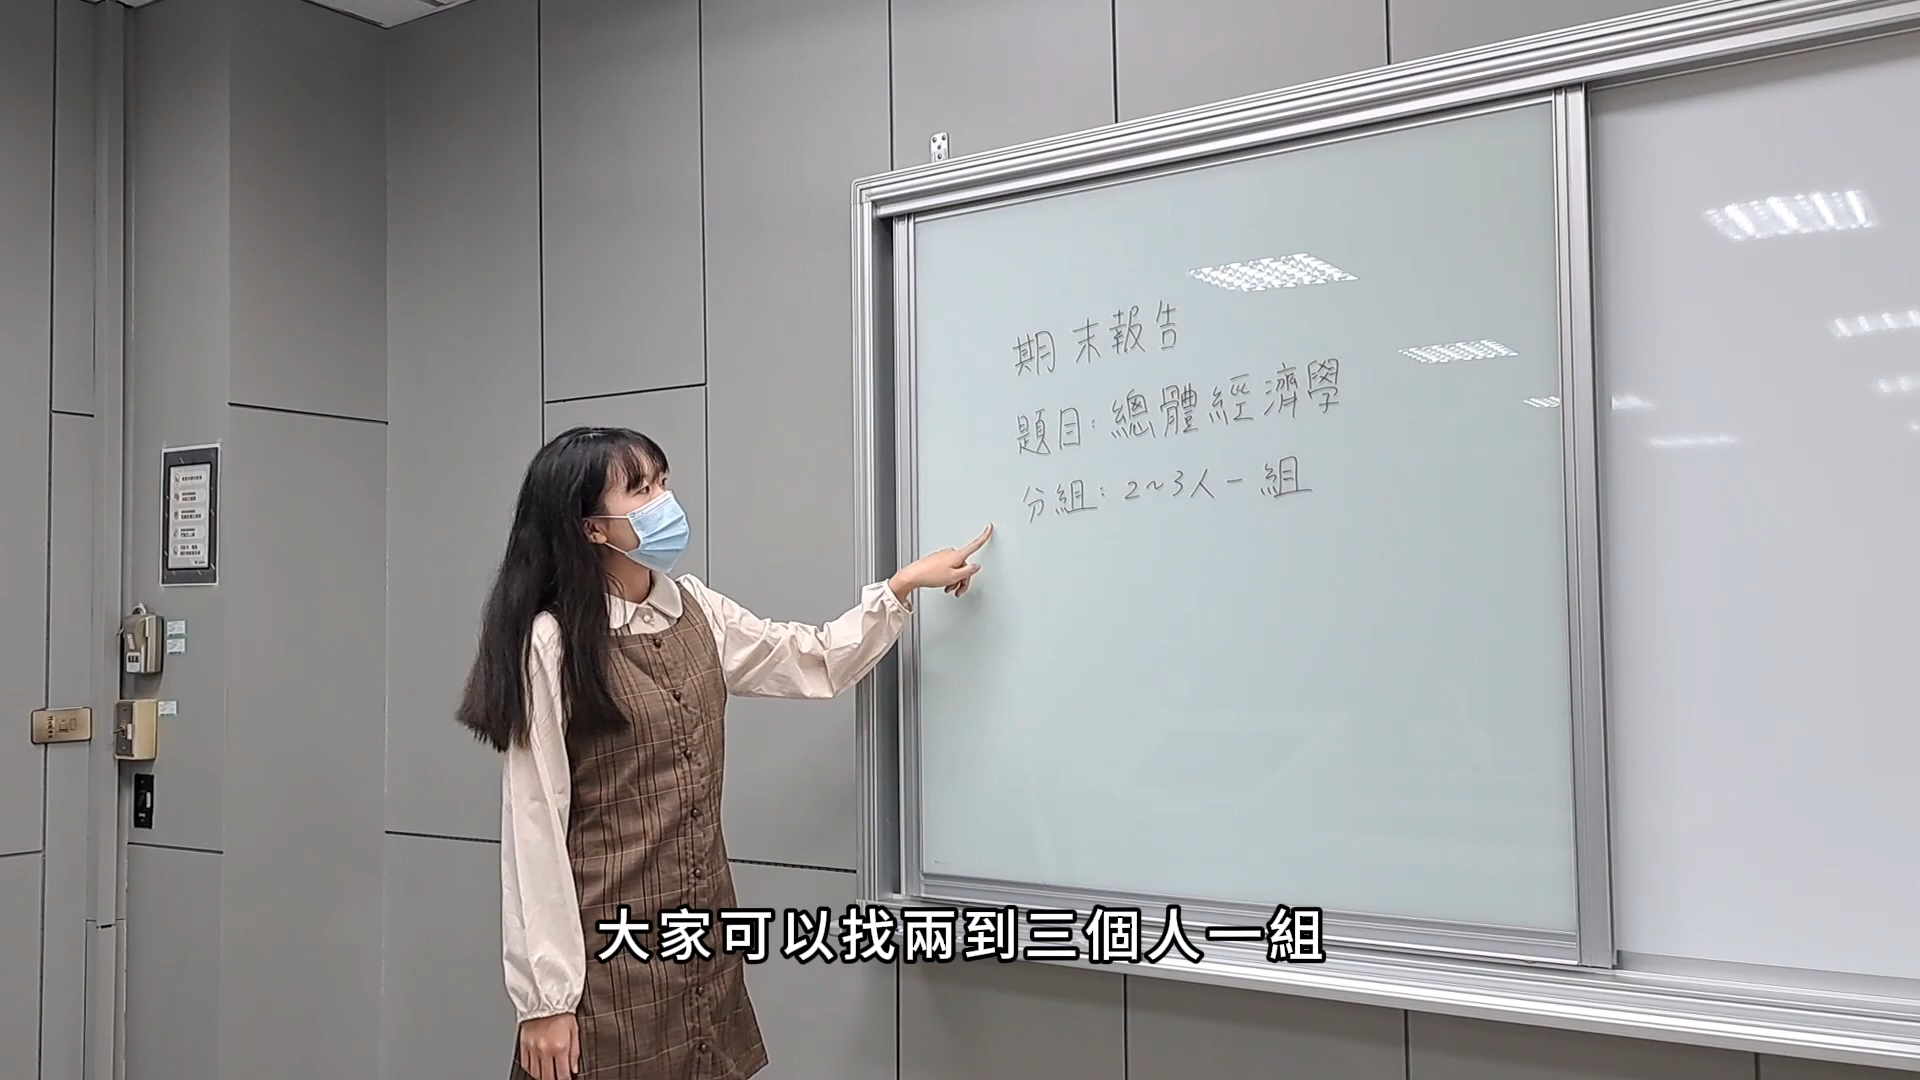 期末報告
題目：總體經濟學
分組：2~3人一組
大家可以找兩到三個人一組